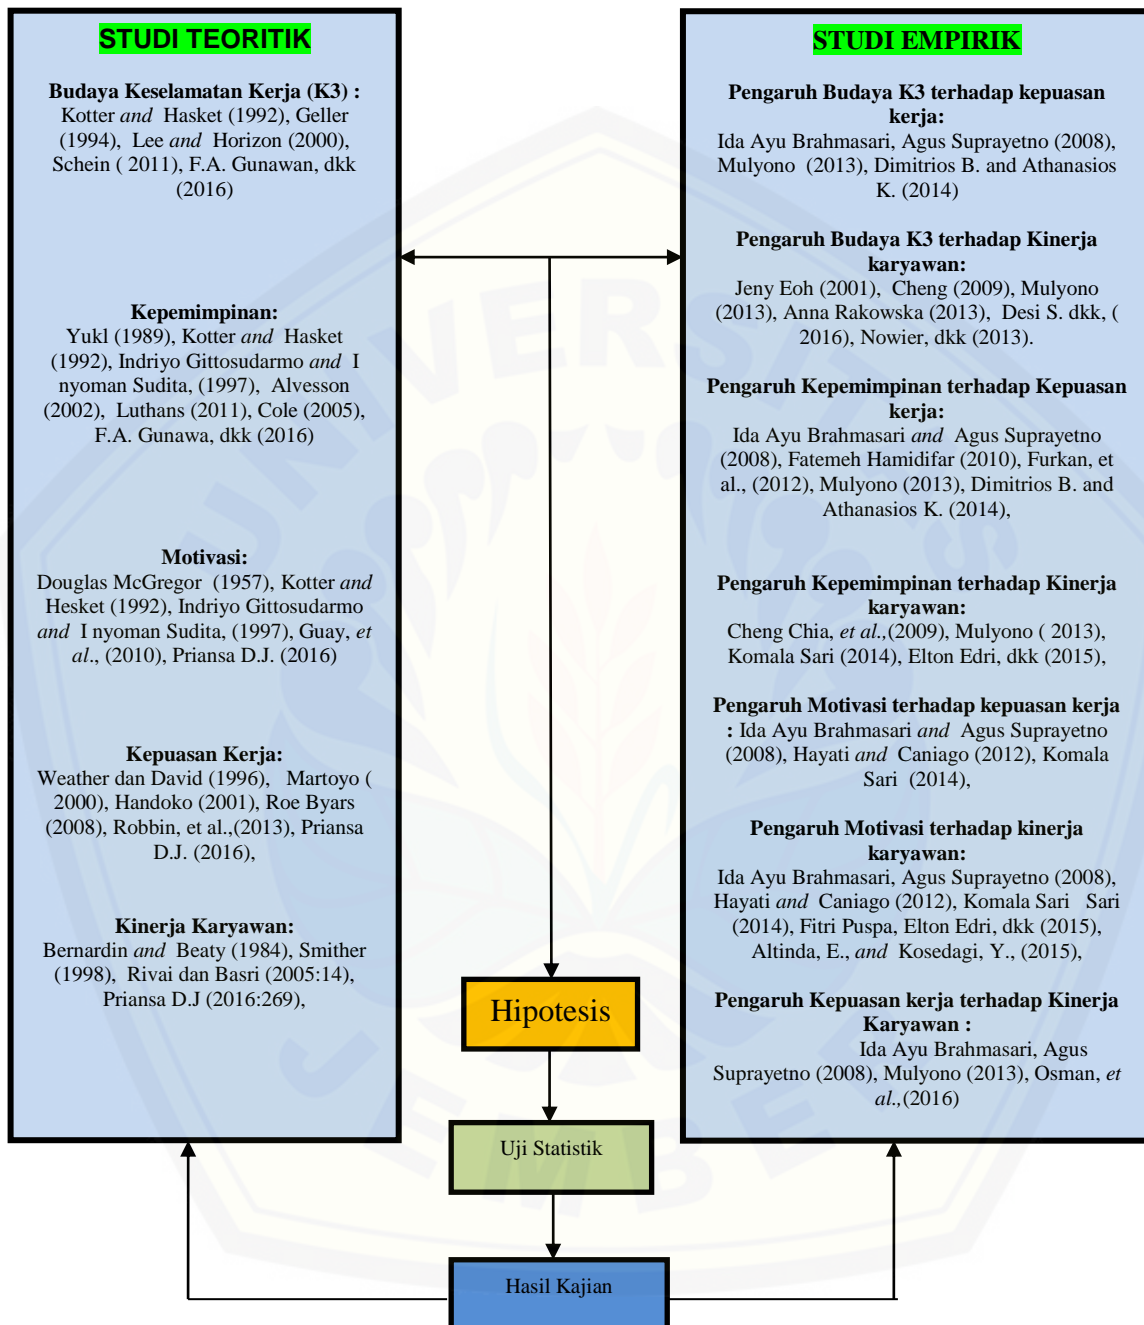 STUDI TEORITIK
Budaya Keselamatan Kerja (K3) :
Kotter and Hasket (1992), Geller
(1994), Lee and Horizon (2000),
Schein ( 2011), F.A. Gunawan, dkk
(2016)
Kepemimpinan:
Yukl (1989), Kotter and Hasket
(1992), Indriyo Gittosudarmo and I
nyoman Sudita, (1997), Alvesson
(2002), Luthans (2011), Cole (2005),
F.A. Gunawa, dkk (2016)
Motivasi:
Douglas McGregor (1957), Kotter and
Hesket (1992), Indriyo Gittosudarmo
and I nyoman Sudita, (1997), Guay, et
al., (2010), Priansa D.J. (2016)
Kepuasan Kerja:
Weather dan David (1996), Martoyo (
2000), Handoko (2001), Roe Byars
(2008), Robbin, et al.,(2013), Priansa
D.J. (2016),
Kinerja Karyawan:
Bernardin and Beaty (1984), Smither
(1998), Rivai dan Basri (2005:14),
Priansa D.J (2016:269),
STUDI EMPIRIK
Pengaruh Budaya K3 terhadap kepuasan
kerja:
Ida Ayu Brahmasari, Agus Suprayetno (2008),
Mulyono (2013), Dimitrios B. and Athanasios
K. (2014)
Pengaruh Budaya K3 terhadap Kinerja
karyawan:
Jeny Eoh (2001), Cheng (2009), Mulyono
(2013), Anna Rakowska (2013), Desi S. dkk, (
2016), Nowier, dkk (2013).
Pengaruh Kepemimpinan terhadap Kepuasan
kerja:
Ida Ayu Brahmasari and Agus Suprayetno
(2008), Fatemeh Hamidifar (2010), Furkan, et
al., (2012), Mulyono (2013), Dimitrios B. and
Athanasios K. (2014),
Pengaruh Kepemimpinan terhadap Kinerja
karyawan:
Cheng Chia, et al.,(2009), Mulyono ( 2013),
Komala Sari (2014), Elton Edri, dkk (2015),
Pengaruh Motivasi terhadap kepuasan kerja
: Ida Ayu Brahmasari and Agus Suprayetno
(2008), Hayati and Caniago (2012), Komala
Sari (2014),
Pengaruh Motivasi terhadap kinerja
karyawan:
Ida Ayu Brahmasari, Agus Suprayetno (2008),
Hayati and Caniago (2012), Komala Sari Sari
(2014), Fitri Puspa, Elton Edri, dkk (2015),
Altinda, E., and Kosedagi, Y., (2015),
Pengaruh Kepuasan kerja terhadap Kinerja
Karyawan :
Ida Ayu Brahmasari, Agus
Suprayetno (2008), Mulyono (2013), Osman, et
al.,(2016)
Hipotesis
Uji Statistik
Hasil Kajian
UNIVERSITAS
JEMBER